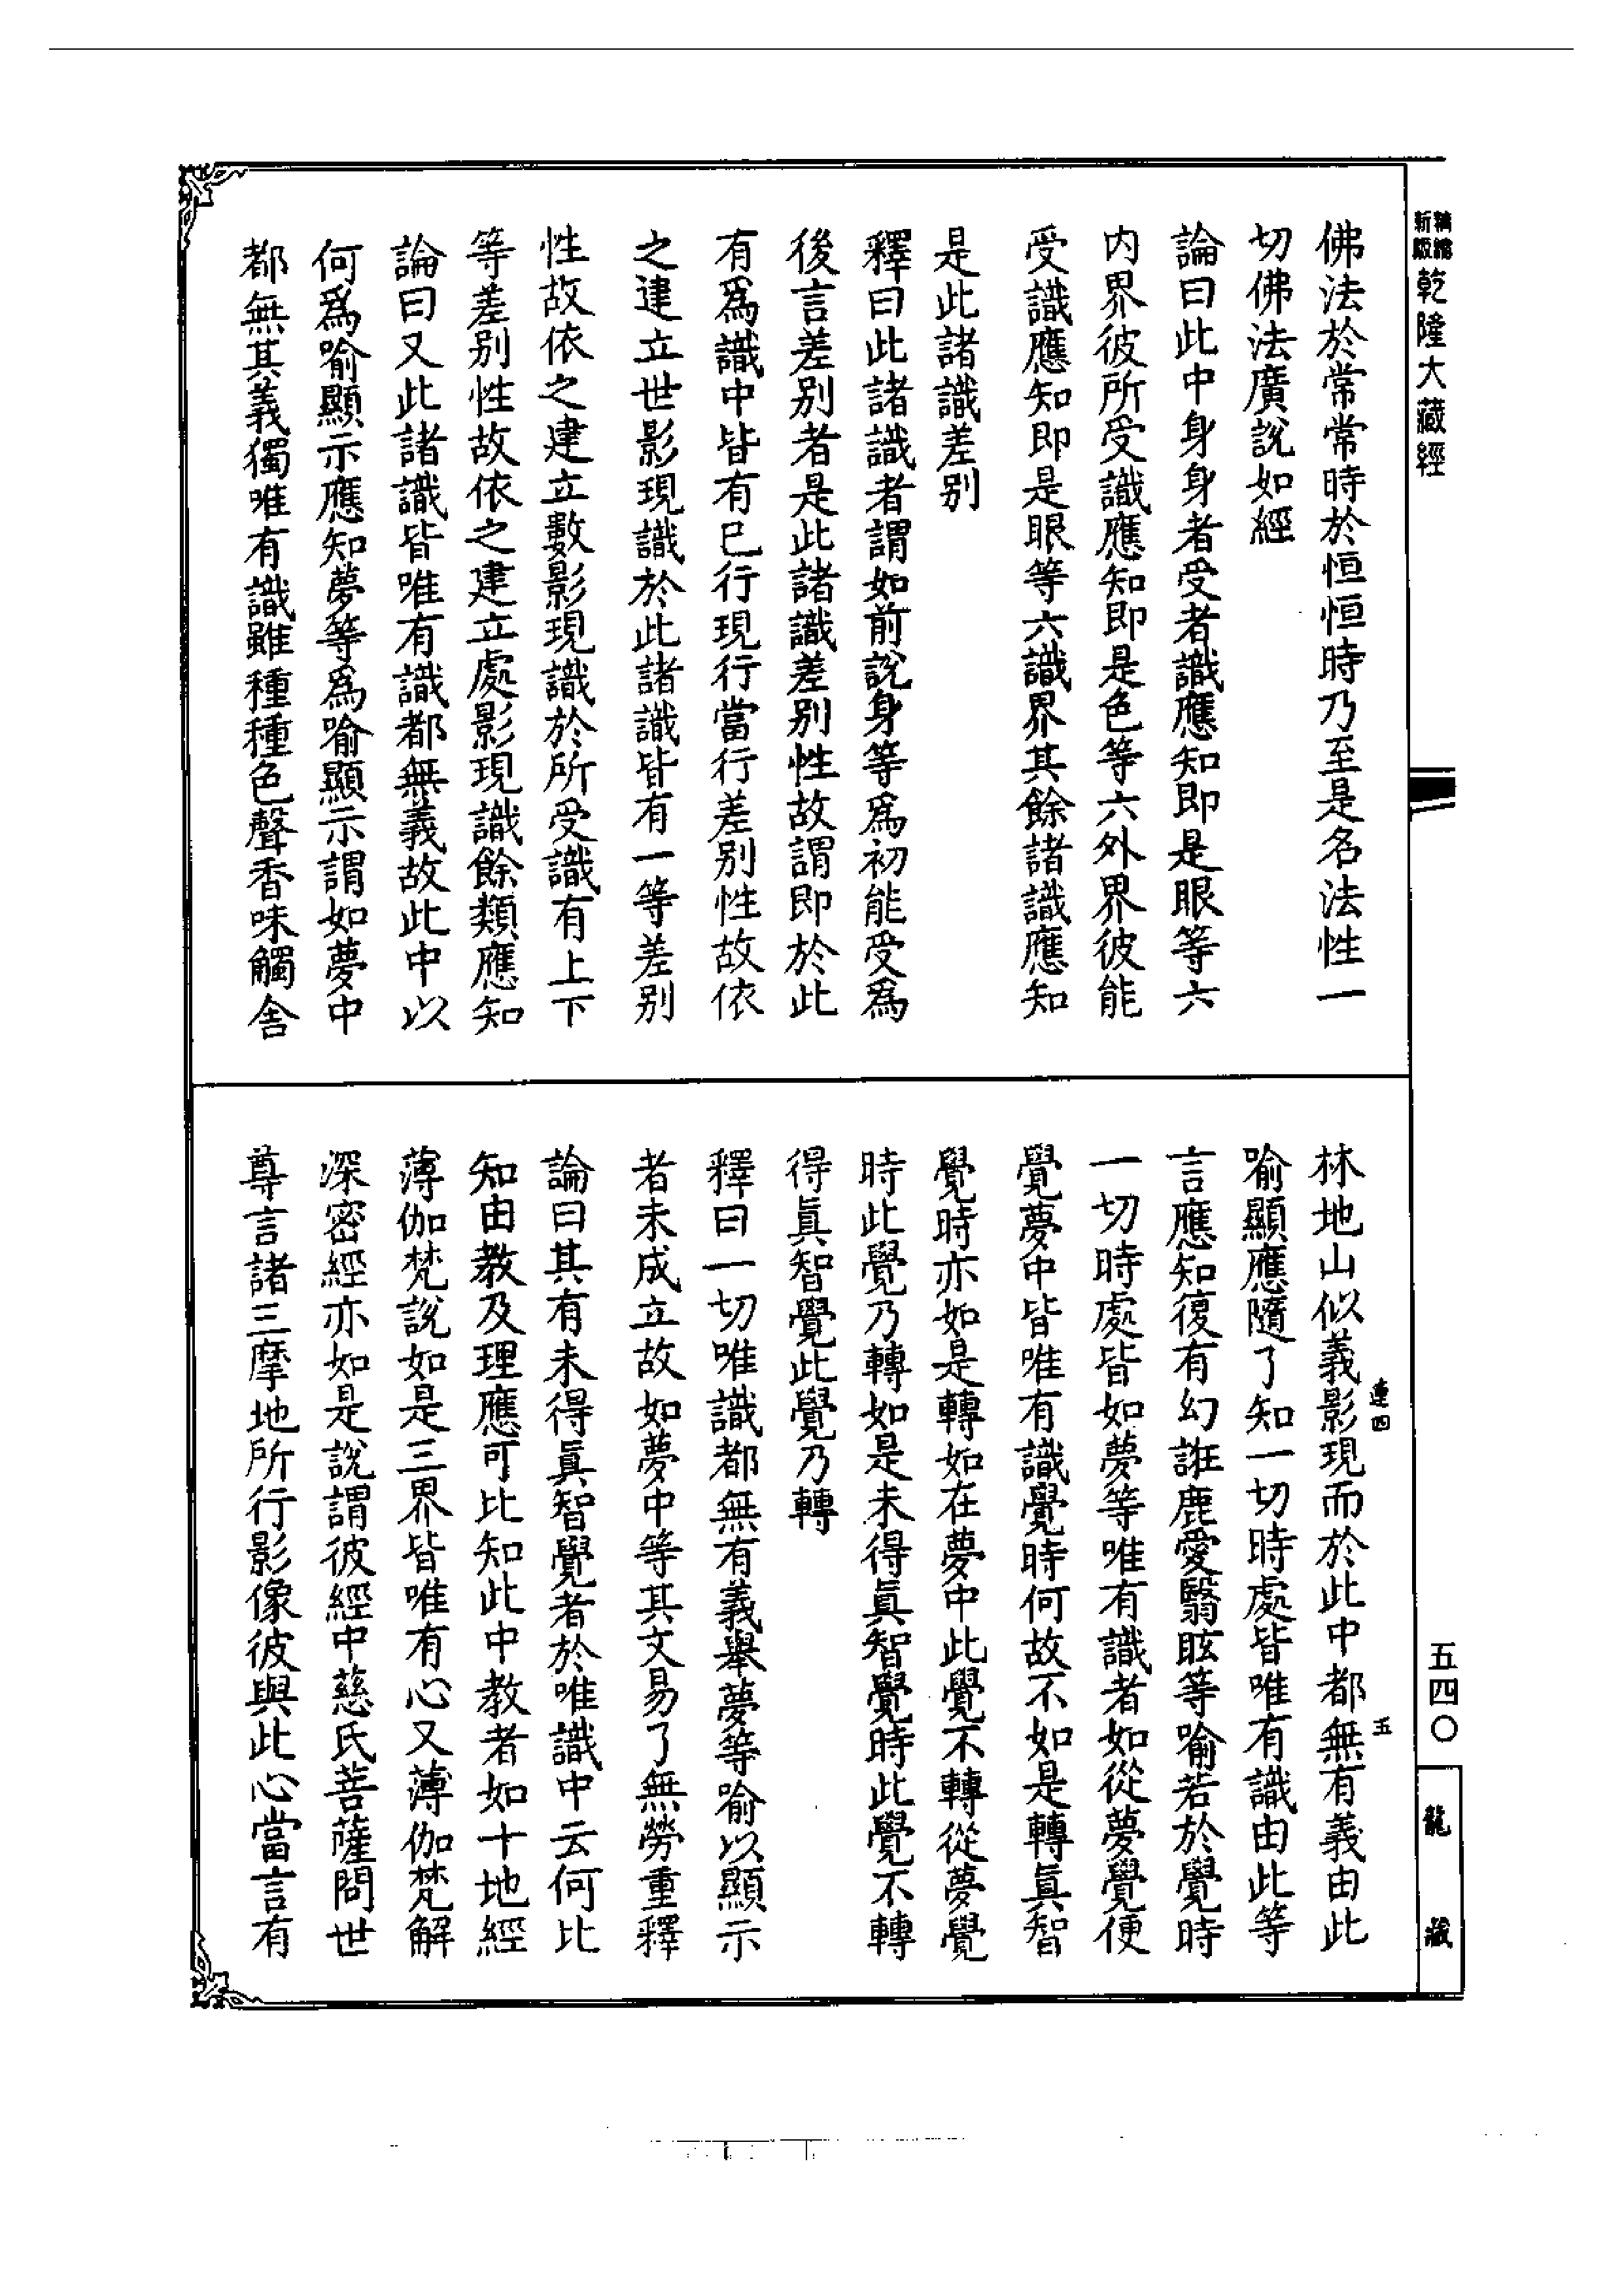 新版精縮乾隆大藏經
佛法於常常時於恒恒時乃至是名法性一
切佛法廣說如經
論曰此中身身者受者識應知即是眼等六
内界彼所受識應知即是色等六外界彼能
受識應知即是眼等六識界其餘諸識應知
是此諸識差别
釋曰此諸識者謂如前說身等爲初能受爲
後言差别者是此諸識差别性故謂即於此
有爲識中皆有已行現行當行差别性故依
之建立世影現識於此諸識皆有一等差别
性故依之建立數影現識於所受識有上下
等差别性故依之建立處影現識餘類應知
論曰又此諸識皆唯有識都無義故此中以
何爲喻顯示應知夢等爲喻顯示謂如夢中
都無其義獨唯有識雖種種色聲香味觸舍
林地山似義影現而於此中都無有義由此
喻顯應隨了知一切時處皆唯有識由此等
言應知復有幻誑鹿愛翳眩等喻若於覺時
一切時處皆如夢等唯有識者如從夢覺便
覺夢中皆唯有識覺時何故不如是轉眞智
覺時亦如是轉如在夢中此覺不轉從夢覺
時此覺乃轉如是未得眞智覺時此覺不轉
得眞智覺此覺乃轉
釋曰一切唯識都無有義舉夢等喻以顯示
者未成立故如夢中等其文易了無勞重釋
論曰其有未得眞智覺者於唯識中云何比
知由教及理應可比知此中教者如十地經
薄伽梵說如是三界皆唯有心又薄伽梵解
深密經亦如是說謂彼經中慈氏菩薩問世
尊言諸三摩地所行影像彼與此心當言有
連四
五
五四〇
龍藏